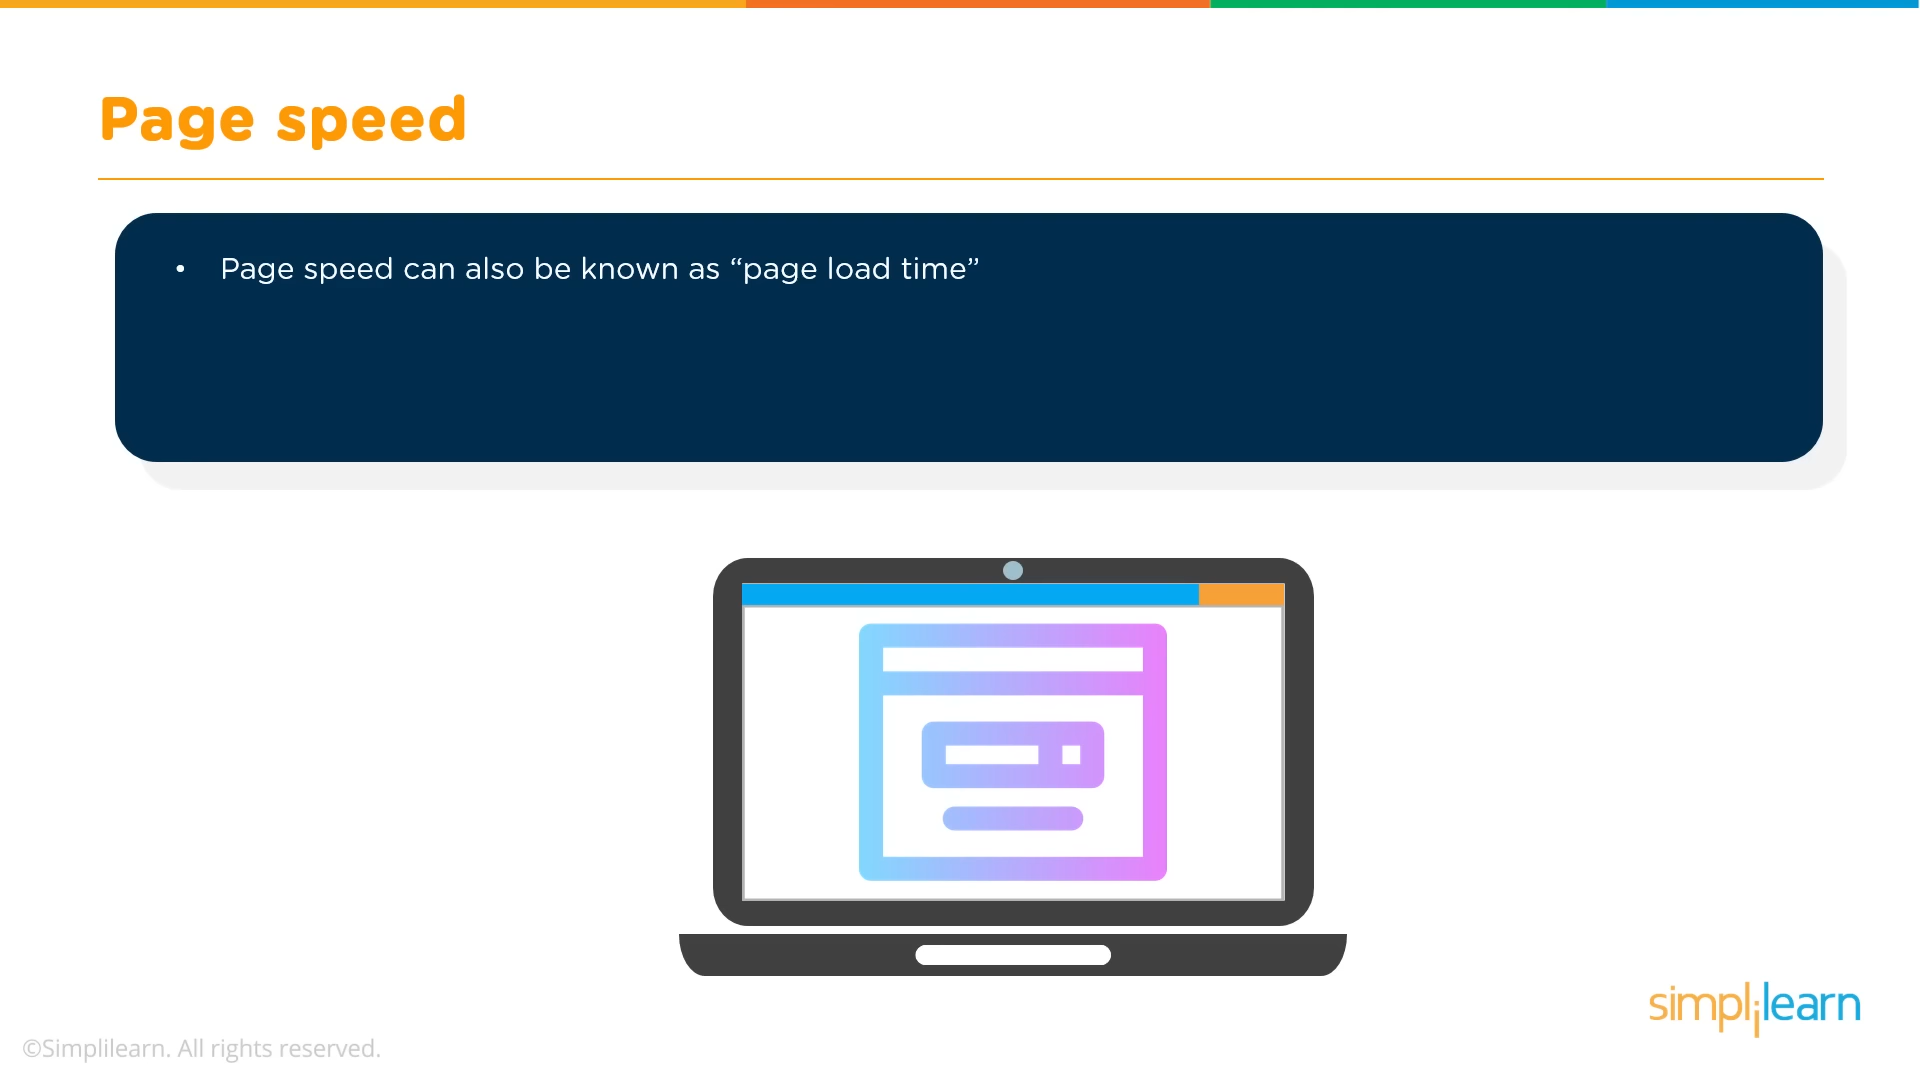 Page speed
• Page speed can also be known as “page load time”
simplilearn
©Simplilearn. All rights reserved.